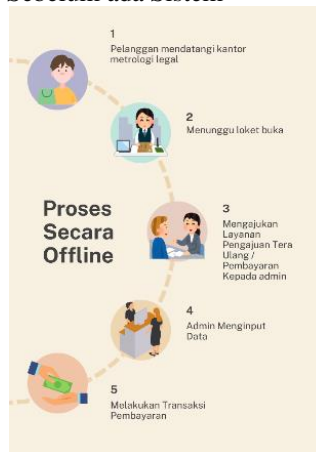 Sebelum ada Sistem
1
Pelanggan mendatangi kantor
metrologi legal
2
Menunggu loket buka
Proses
Secara
Offline
3
Mengajukan
Layanan
Pengajuan Tera
Ulang /
Pembayaran
Kepada admin
4
Admin Menginput
Data
5
Melakukan Transaksi
Pembayaran